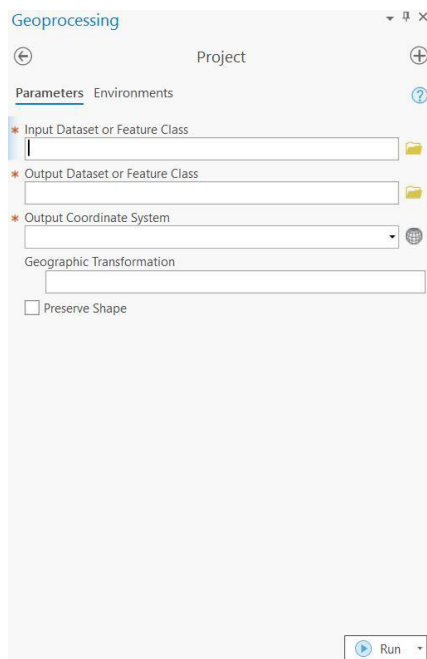 Geoprocessing
Project
Parameters Environments
* Input Dataset or Feature Class
* Output Dataset or Feature Class
* Output Coordinate System
Geographic Transformation
Preserve Shape
Run